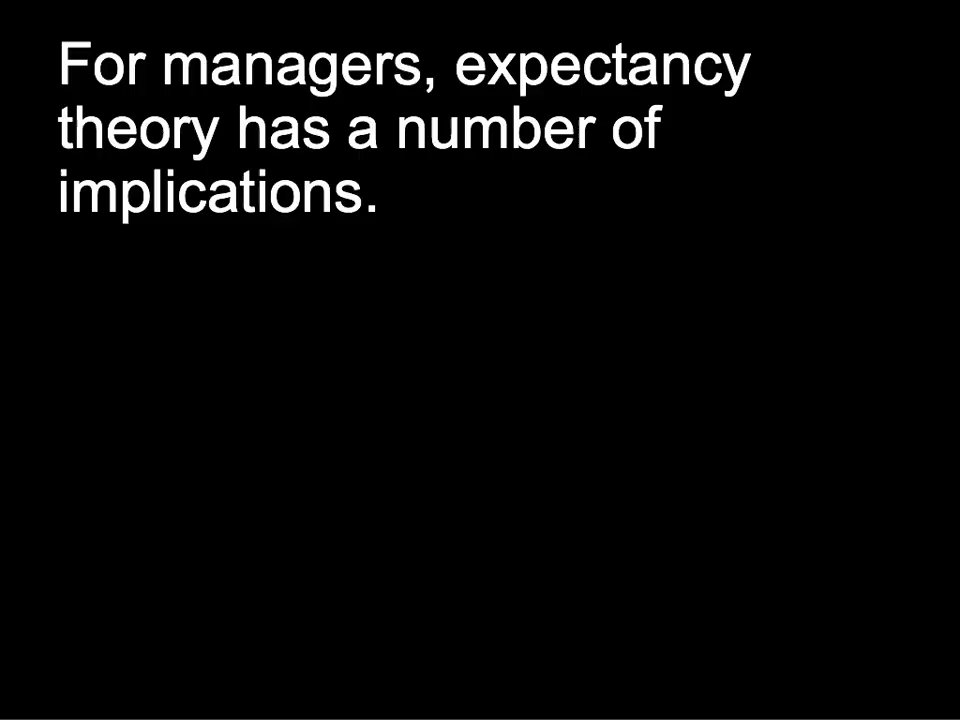 For managers, expectancy
theory has a number of
implications.